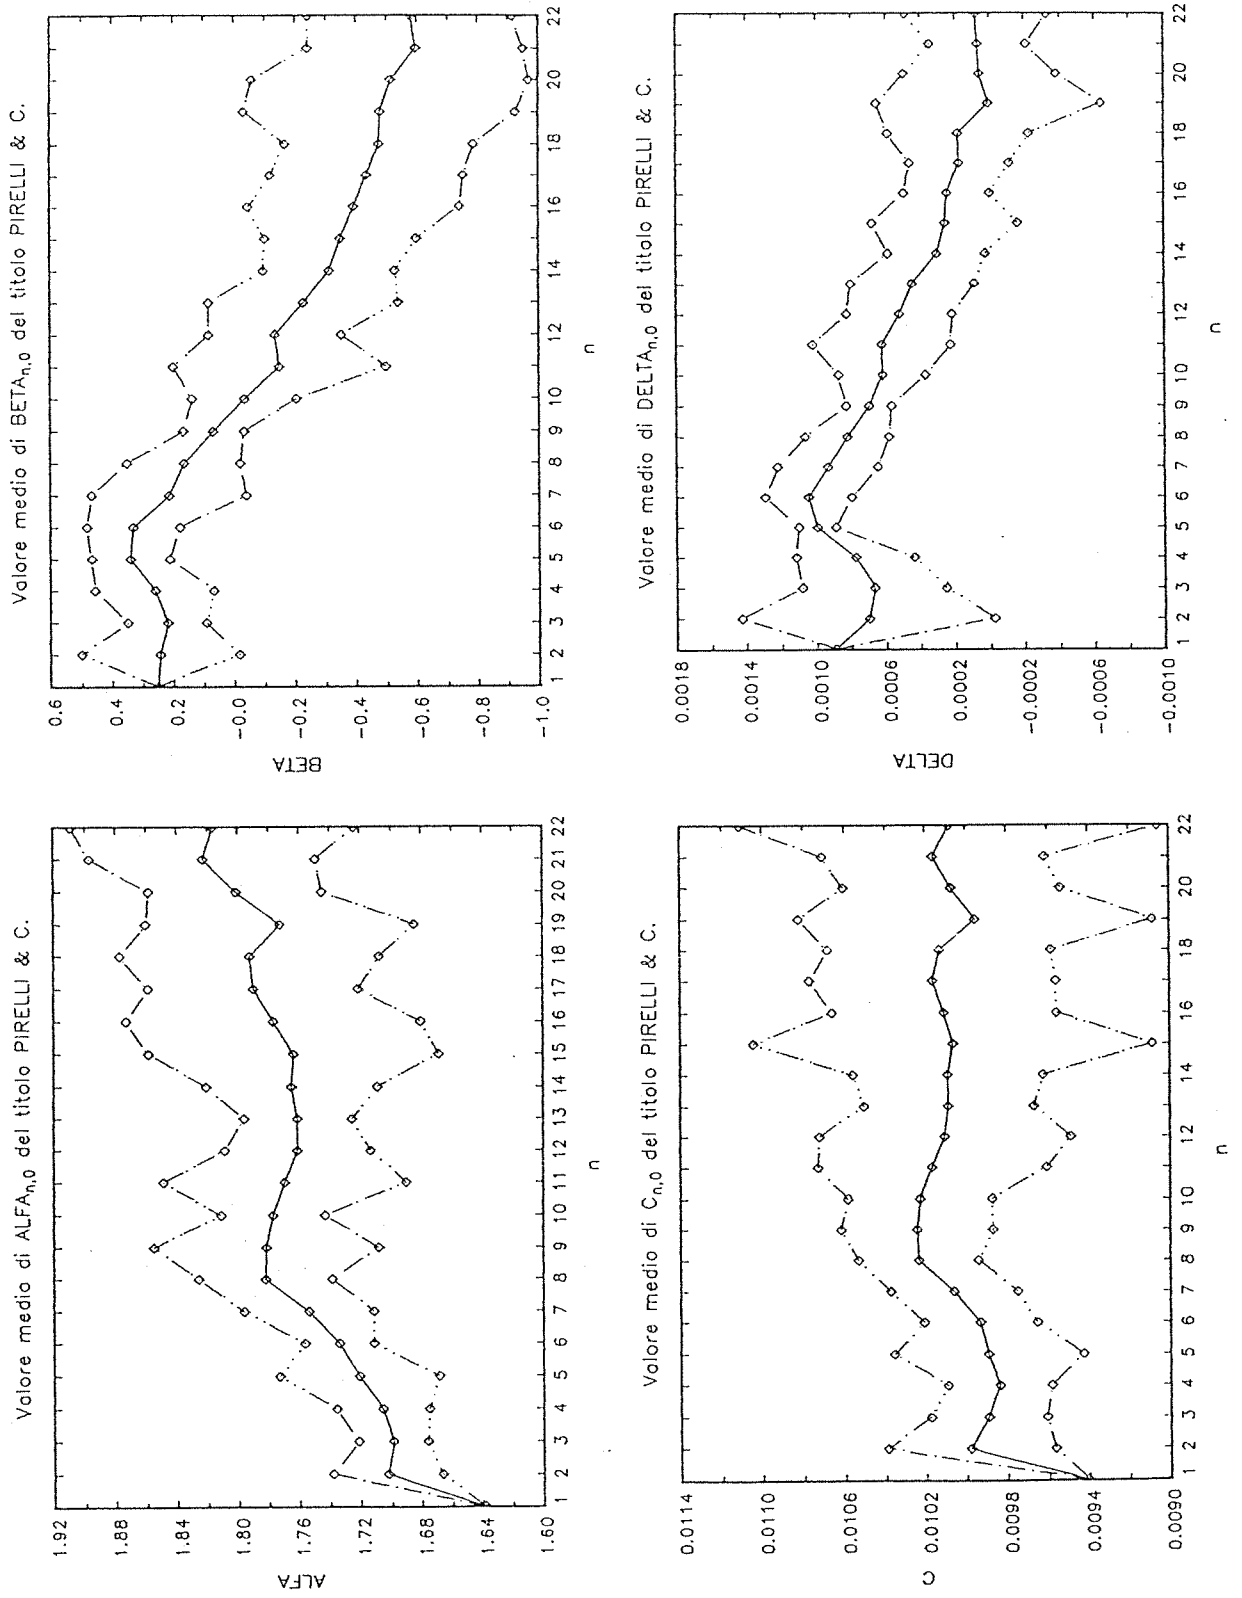 Valore medio di ALFAn,0 del titolo PIRELLI & C.
ALFA
1.92
1.88
1.84
1.80
1.76
1.72
1.68
1.64
1.60
1 2 3 4 5 6 7 8 9 10 11 12 13 14 15 16 17 18 19 20 21 22
n
Valore medio di BETAn,0 del titolo PIRELLI & C.
BETA
0.6
0.4
0.2
-0.0
-0.2
-0.4
-0.6
-0.8
-1.0
1 2 3 4 5 6 7 8 9 10 12 14 16 18 20 22
n
Valore medio di Cn,0 del titolo PIRELLI & C.
C
0.0114
0.0110
0.0106
0.0102
0.0098
0.0094
0.0090
1 2 3 4 5 6 7 8 9 10 12 14 16 18 20 22
n
Valore medio di DELTAn,0 del titolo PIRELLI & C.
DELTA
0.0018
0.0014
0.0010
0.0006
0.0002
-0.0002
-0.0006
-0.0010
1 2 3 4 5 6 7 8 9 10 12 14 16 18 20 22
n